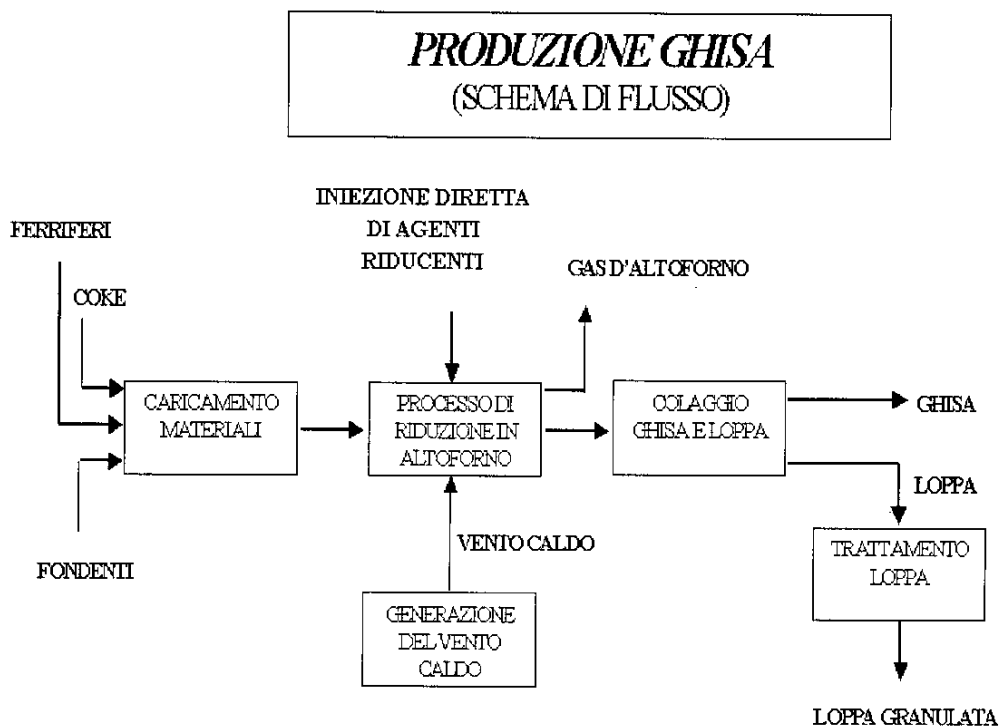 PRODUZIONE GHISA
(SCHEMA DI FLUSSO)
INIEZIONE DIRETTA
DI AGENTI
RIDUCENTI
FERRIFERI
GAS D'ALTOFORNO
COKE
CARICAMENTO
MATERIALI
PROCESSO DI
RIDUZIONE IN
ALTOFORNO
COLAGGIO
GHISA E LOPPA
GHISA
LOPPA
VENTO CALDO
TRATTAMENTO
LOPPA
FONDENTI
GENERAZIONE
DEL VENTO
CALDO
LOPPA GRANULATA